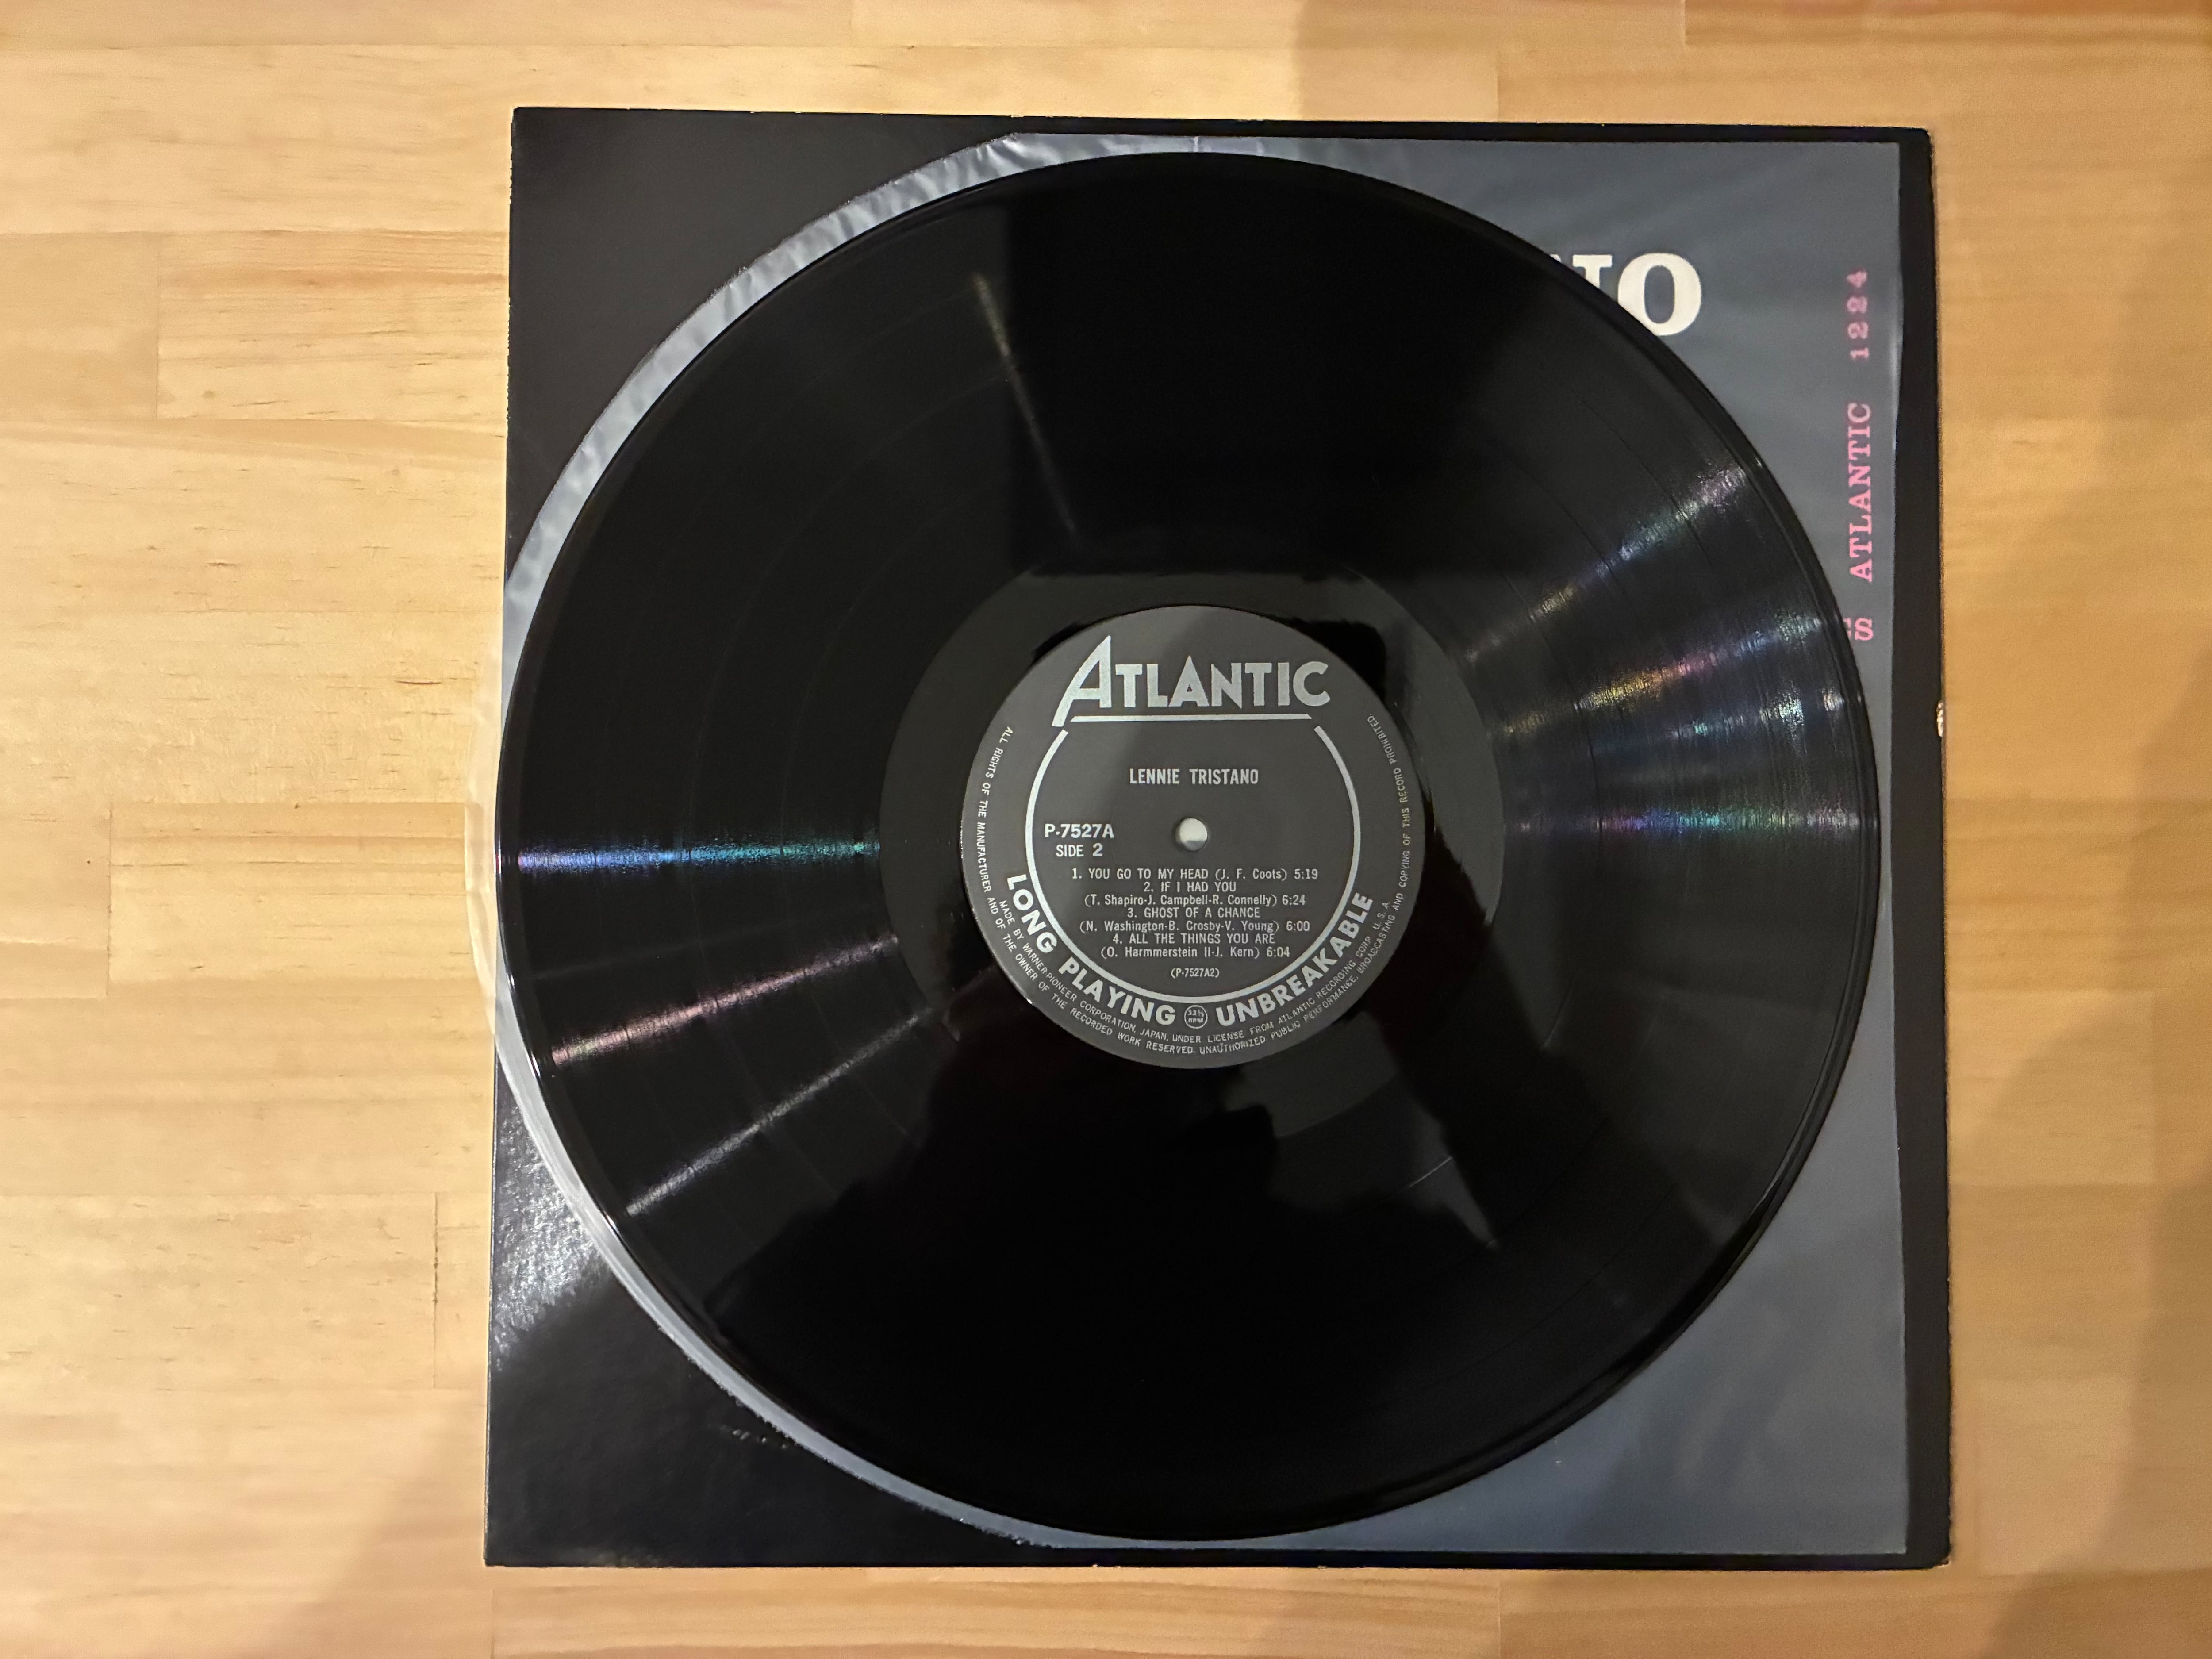 NO
S ATLANTIC 1224
ATLANTIC
LENNIE TRISTANO
P-7527A
SIDE 2
1. YOU GO TO MY HEAD (J. F. Coots) 5:19
2. IF I HAD YOU
(T. Shapiro-J. Campbell-R. Connelly) 6:24
3. GHOST OF A CHANCE
(N. Washington-B. Crosby-V. Young) 6:00
4. ALL THE THINGS YOU ARE
(O. Harmmerstein II-J. Kern) 6:04
(P-7527A2)
LONG PLAYING 33⅓ RPM UNBREAKABLE
MADE BY WARNER-PIONEER CORPORATION, JAPAN, UNDER LICENSE FROM ATLANTIC RECORDING CORP. U.S.A.
ALL RIGHTS OF THE MANUFACTURER AND OF THE OWNER OF THE RECORDED WORK RESERVED. UNAUTHORIZED PUBLIC PERFORMANCE, BROADCASTING AND COPYING OF THIS RECORD PROHIBITED.